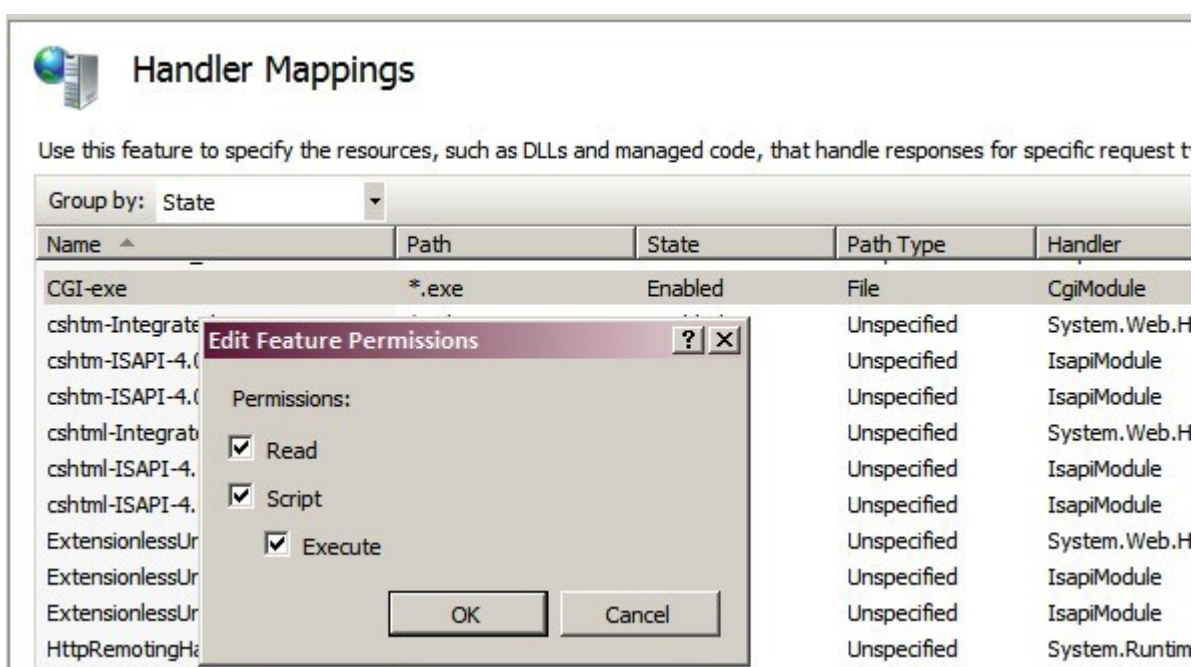 Handler Mappings
Use this feature to specify the resources, such as DLLs and managed code, that handle responses for specific request
Group by: State
Name Path State Path Type Handler
CGI-exe *.exe Enabled File CgiModule
cshtm-Integrate Unspecified System.Web.H
Edit Feature Permissions ? X
cshtm-ISAPI-4.0 Unspecified IsapiModule
cshtm-ISAPI-4.0 Unspecified IsapiModule
Permissions:
cshtml-Integrat Unspecified System.Web.H
Read
cshtml-ISAPI-4. Unspecified IsapiModule
cshtml-ISAPI-4. Unspecified IsapiModule
Script
ExtensionlessUr Unspecified System.Web.H
Execute
ExtensionlessUr Unspecified IsapiModule
ExtensionlessUr Unspecified IsapiModule
OK Cancel
HttpRemotingHa Unspecified System.Runtim